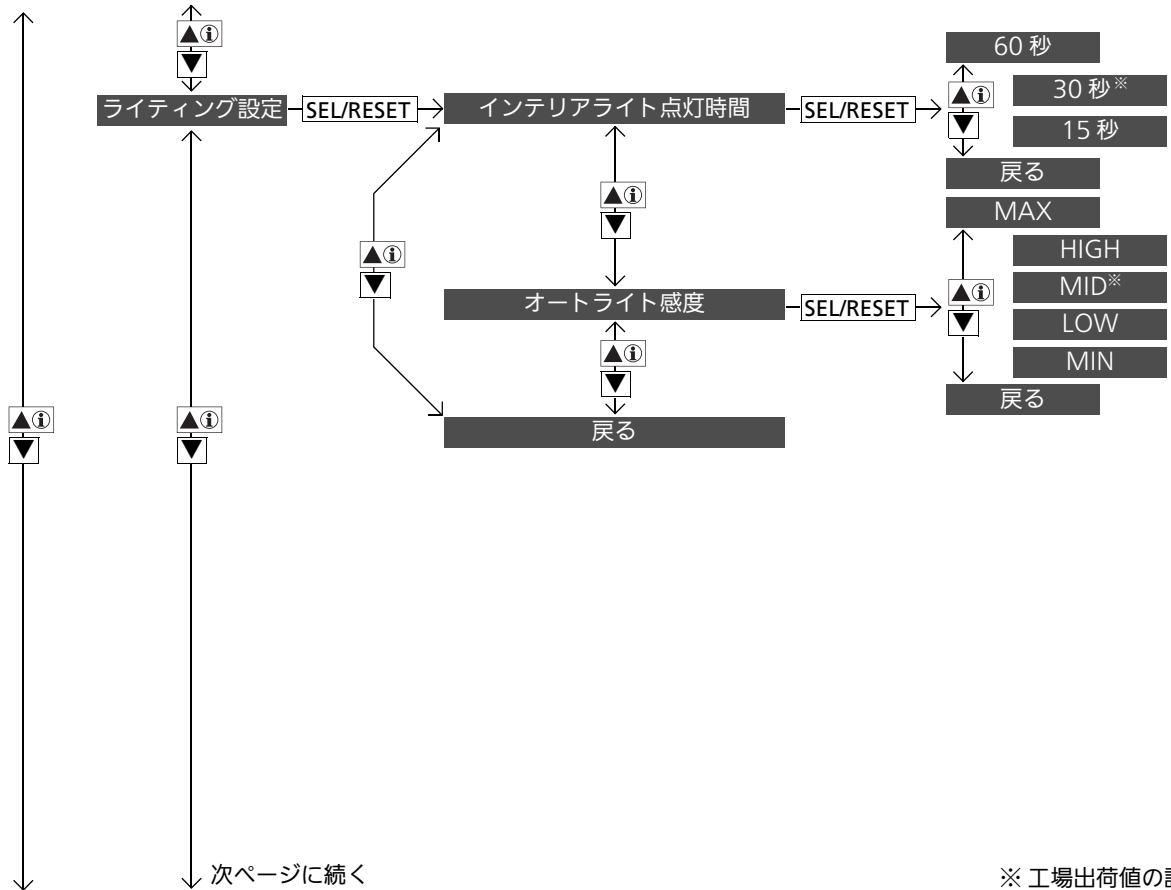 60 秒
▲ⓘ
▼
ライティング設定
SEL/RESET
インテリアライト点灯時間
SEL/RESET
▲ⓘ
▼
30 秒※
15 秒
戻る
MAX
▲ⓘ
▼
▲ⓘ
▼
HIGH
オートライト感度
SEL/RESET
▲ⓘ
▼
MID※
LOW
MIN
▲ⓘ
▼
戻る
戻る
▲ⓘ
▼
▲ⓘ
▼
次ページに続く
※ 工場出荷値の